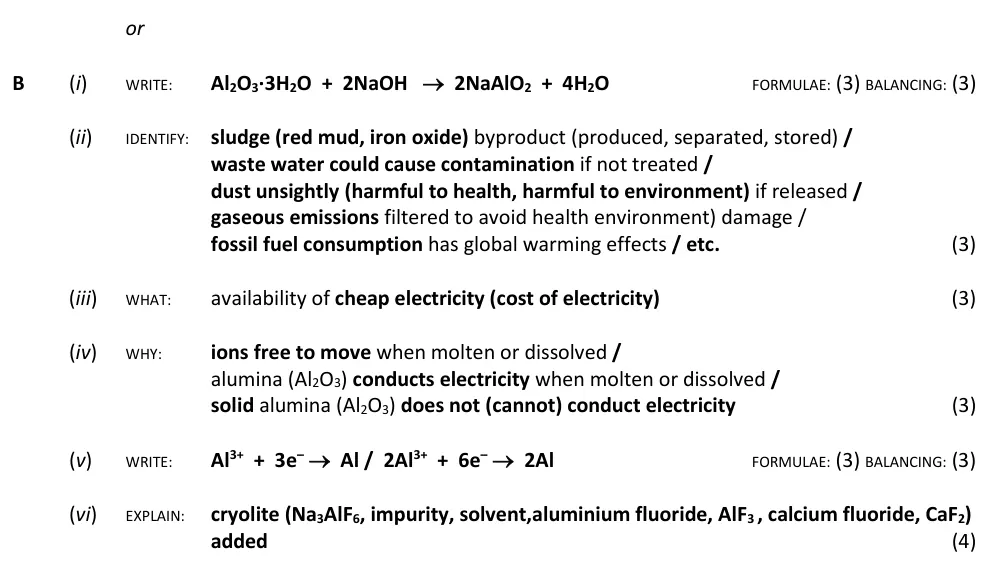 or
B (i) WRITE: Al₂O₃·3H₂O + 2NaOH → 2NaAlO₂ + 4H₂O FORMULAE: (3) BALANCING: (3)
(ii) IDENTIFY: sludge (red mud, iron oxide) byproduct (produced, separated, stored) /
waste water could cause contamination if not treated /
dust unsightly (harmful to health, harmful to environment) if released /
gaseous emissions filtered to avoid health environment) damage /
fossil fuel consumption has global warming effects / etc. (3)
(iii) WHAT: availability of cheap electricity (cost of electricity) (3)
(iv) WHY: ions free to move when molten or dissolved /
alumina (Al₂O₃) conducts electricity when molten or dissolved /
solid alumina (Al₂O₃) does not (cannot) conduct electricity (3)
(v) WRITE: Al³⁺ + 3e⁻ → Al / 2Al³⁺ + 6e⁻ → 2Al FORMULAE: (3) BALANCING: (3)
(vi) EXPLAIN: cryolite (Na₃AlF₆, impurity, solvent,aluminium fluoride, AlF₃ , calcium fluoride, CaF₂)
added (4)